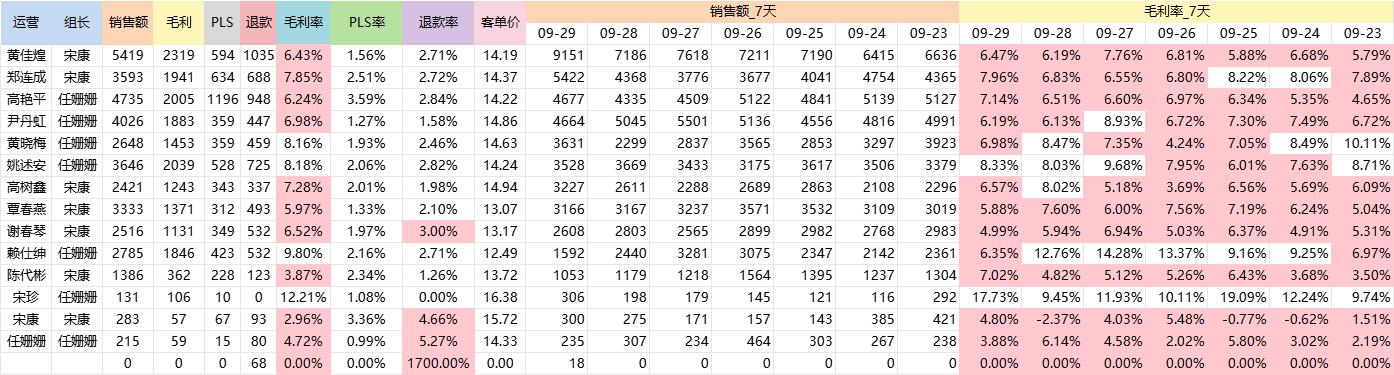 运营 组长 销售额 毛利 PLS 退款 毛利率 PLS率 退款率 客单价 销售额_7天 毛利率_7天
09-29 09-28 09-27 09-26 09-25 09-24 09-23 09-29 09-28 09-27 09-26 09-25 09-24 09-23
黄佳煌 宋康 5419 2319 594 1035 6.43% 1.56% 2.71% 14.19 9151 7186 7618 7211 7190 6415 6636 6.47% 6.19% 7.76% 6.81% 5.88% 6.68% 5.79%
郑连成 宋康 3593 1941 634 688 7.85% 2.51% 2.72% 14.37 5422 4368 3776 3677 4041 4754 4365 7.96% 6.83% 6.55% 6.80% 8.22% 8.06% 7.89%
高艳平 任姗姗 4735 2005 1196 948 6.24% 3.59% 2.84% 14.22 4677 4335 4509 5122 4841 5139 5127 7.14% 6.51% 6.60% 6.97% 6.34% 5.35% 4.65%
尹丹虹 任姗姗 4026 1883 359 447 6.98% 1.27% 1.58% 14.86 4664 5045 5501 5136 4556 4816 4991 6.19% 6.13% 8.93% 6.72% 7.30% 7.49% 6.72%
黄晓梅 任姗姗 2648 1453 359 459 8.16% 1.93% 2.46% 14.63 3631 2299 2837 3565 2853 3297 3923 6.98% 8.47% 7.35% 4.24% 7.05% 8.49% 10.11%
姚述安 任姗姗 3646 2039 528 725 8.18% 2.06% 2.82% 14.24 3528 3669 3433 3175 3617 3506 3379 8.33% 8.03% 9.68% 7.95% 6.01% 7.63% 8.71%
高树鑫 宋康 2421 1243 343 337 7.28% 2.01% 1.98% 14.94 3227 2611 2288 2689 2863 2108 2296 6.57% 8.02% 5.18% 3.69% 6.56% 5.69% 6.09%
覃春燕 宋康 3333 1371 312 493 5.97% 1.33% 2.10% 13.07 3166 3167 3237 3571 3532 3109 3019 5.88% 7.60% 6.00% 7.56% 7.19% 6.24% 5.04%
谢春琴 宋康 2516 1131 349 532 6.52% 1.97% 3.00% 13.17 2608 2803 2565 2899 2982 2768 2983 4.99% 5.94% 6.94% 5.03% 6.37% 4.91% 5.31%
赖仕绅 任姗姗 2785 1846 423 532 9.80% 2.16% 2.71% 12.49 1592 2440 3281 3075 2347 2142 2361 6.35% 12.76% 14.28% 13.37% 9.16% 9.25% 6.97%
陈代彬 宋康 1386 362 228 123 3.87% 2.34% 1.26% 13.72 1053 1179 1218 1564 1395 1237 1304 7.02% 4.82% 5.12% 5.26% 6.43% 3.68% 3.50%
宋珍 任姗姗 131 106 10 0 12.21% 1.08% 0.00% 16.38 306 198 179 145 121 116 292 17.73% 9.45% 11.93% 10.11% 19.09% 12.24% 9.74%
宋康 宋康 283 57 67 93 2.96% 3.36% 4.66% 15.72 300 275 171 157 143 385 421 4.80% -2.37% 4.03% 5.48% -0.77% -0.62% 1.51%
任姗姗 任姗姗 215 59 15 80 4.72% 0.99% 5.27% 14.33 235 307 234 464 303 267 238 3.88% 6.14% 4.58% 2.02% 5.80% 3.02% 2.19%
0 0 0 68 0.00% 0.00% 1700.00% 0.00 18 0 0 0 0 0 0 0.00% 0.00% 0.00% 0.00% 0.00% 0.00% 0.00%